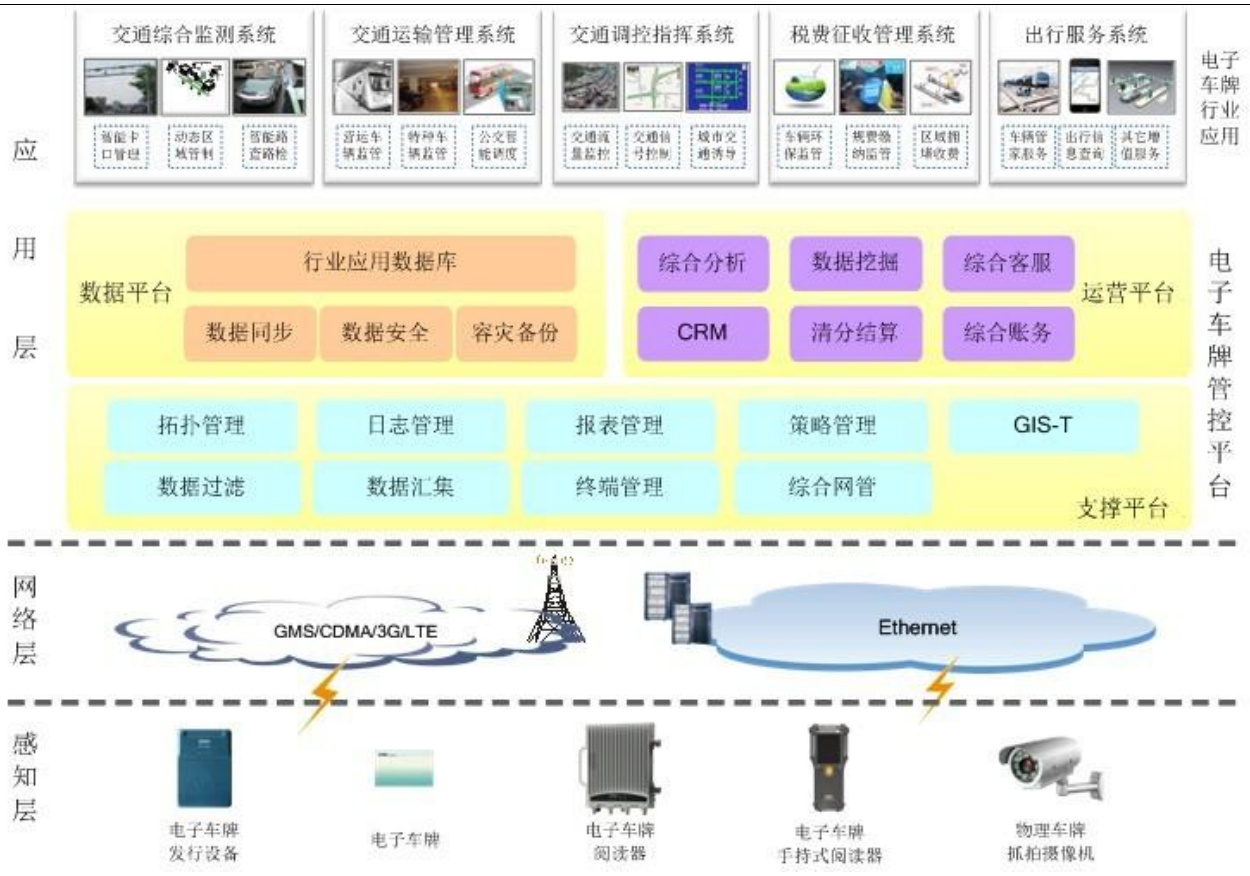 交通综合监测系统
交通运输管理系统
交通调控指挥系统
税费征收管理系统
出行服务系统
智能卡
口管理
动态区
域管制
智能路
查路检
营运车
辆监管
特种车
辆监管
公交智
能调度
交通流
量监控
交通信
号控制
城市交
通诱导
车辆环
保监管
规费缴
纳监管
区域拥
堵收费
车辆管
家服务
出行信
息查询
其它增
值服务
电子
车牌
行业
应用
应用层
数据平台
行业应用数据库
数据同步
数据安全
容灾备份
综合分析
数据挖掘
综合客服
CRM
清分结算
综合账务
运营平台
拓扑管理
日志管理
报表管理
策略管理
GIS-T
数据过滤
数据汇集
终端管理
综合网管
支撑平台
电子车牌管控平台
网络层
GMS/CDMA/3G/LTE
Ethernet
感知层
电子车牌
发行设备
电子车牌
电子车牌
阅读器
电子车牌
手持式阅读器
物理车牌
抓拍摄像机